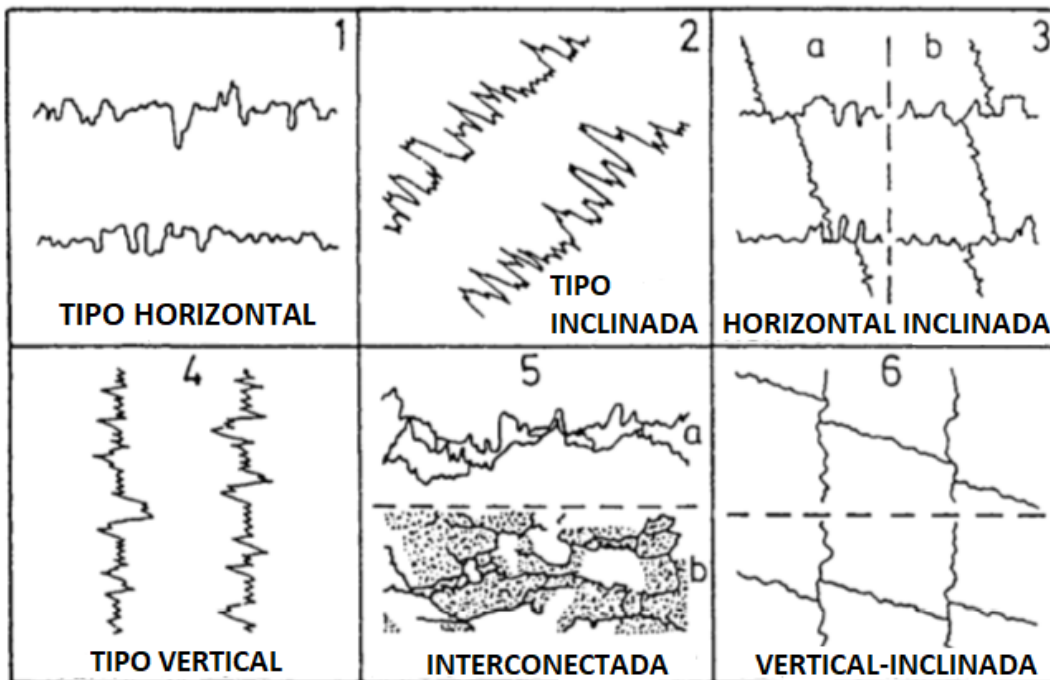 1
TIPO HORIZONTAL
2
TIPO
INCLINADA
a b 3
HORIZONTAL INCLINADA
4
TIPO VERTICAL
5
a
b
INTERCONECTADA
6
VERTICAL-INCLINADA